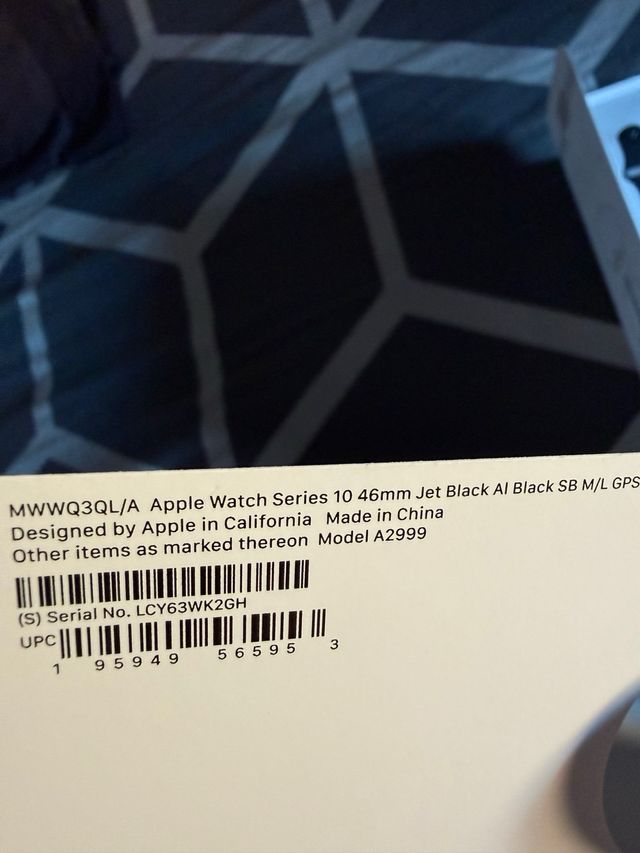 MWWQ3QL/A Apple Watch Series 10 46mm Jet Black Al Black SB M/L GPS
Designed by Apple in California Made in China
Other items as marked thereon Model A2999
(S) Serial No. LCY63WK2GH
UPC
1 95949 56595 3